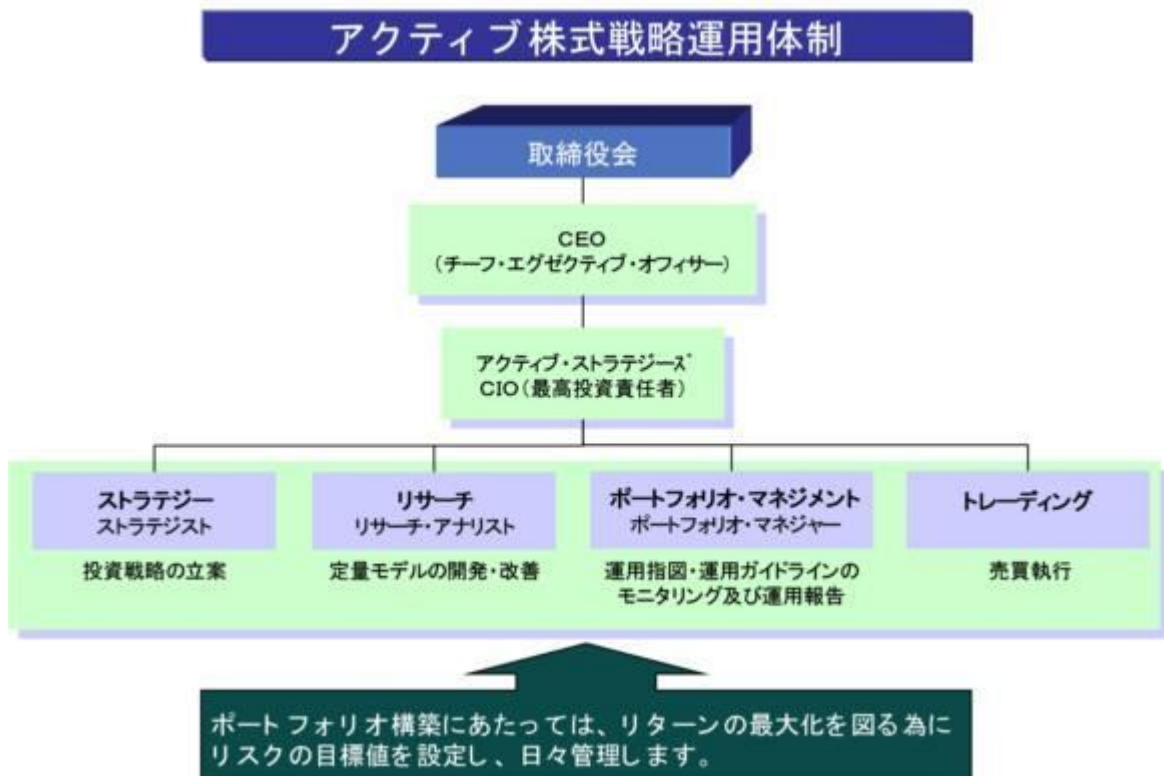 アクティブ株式戦略運用体制
取締役会
CEO
(チーフ・エグゼクティブ・オフィサー)
アクティブ・ストラテジーズ
CIO(最高投資責任者)
ストラテジー
ストラテジスト
投資戦略の立案
リサーチ
リサーチ・アナリスト
定量モデルの開発・改善
ポートフォリオ・マネジメント
ポートフォリオ・マネジャー
運用指図・運用ガイドラインの
モニタリング及び運用報告
トレーディング
売買執行
ポートフォリオ構築にあたっては、リターンの最大化を図る為に
リスクの目標値を設定し、日々管理します。